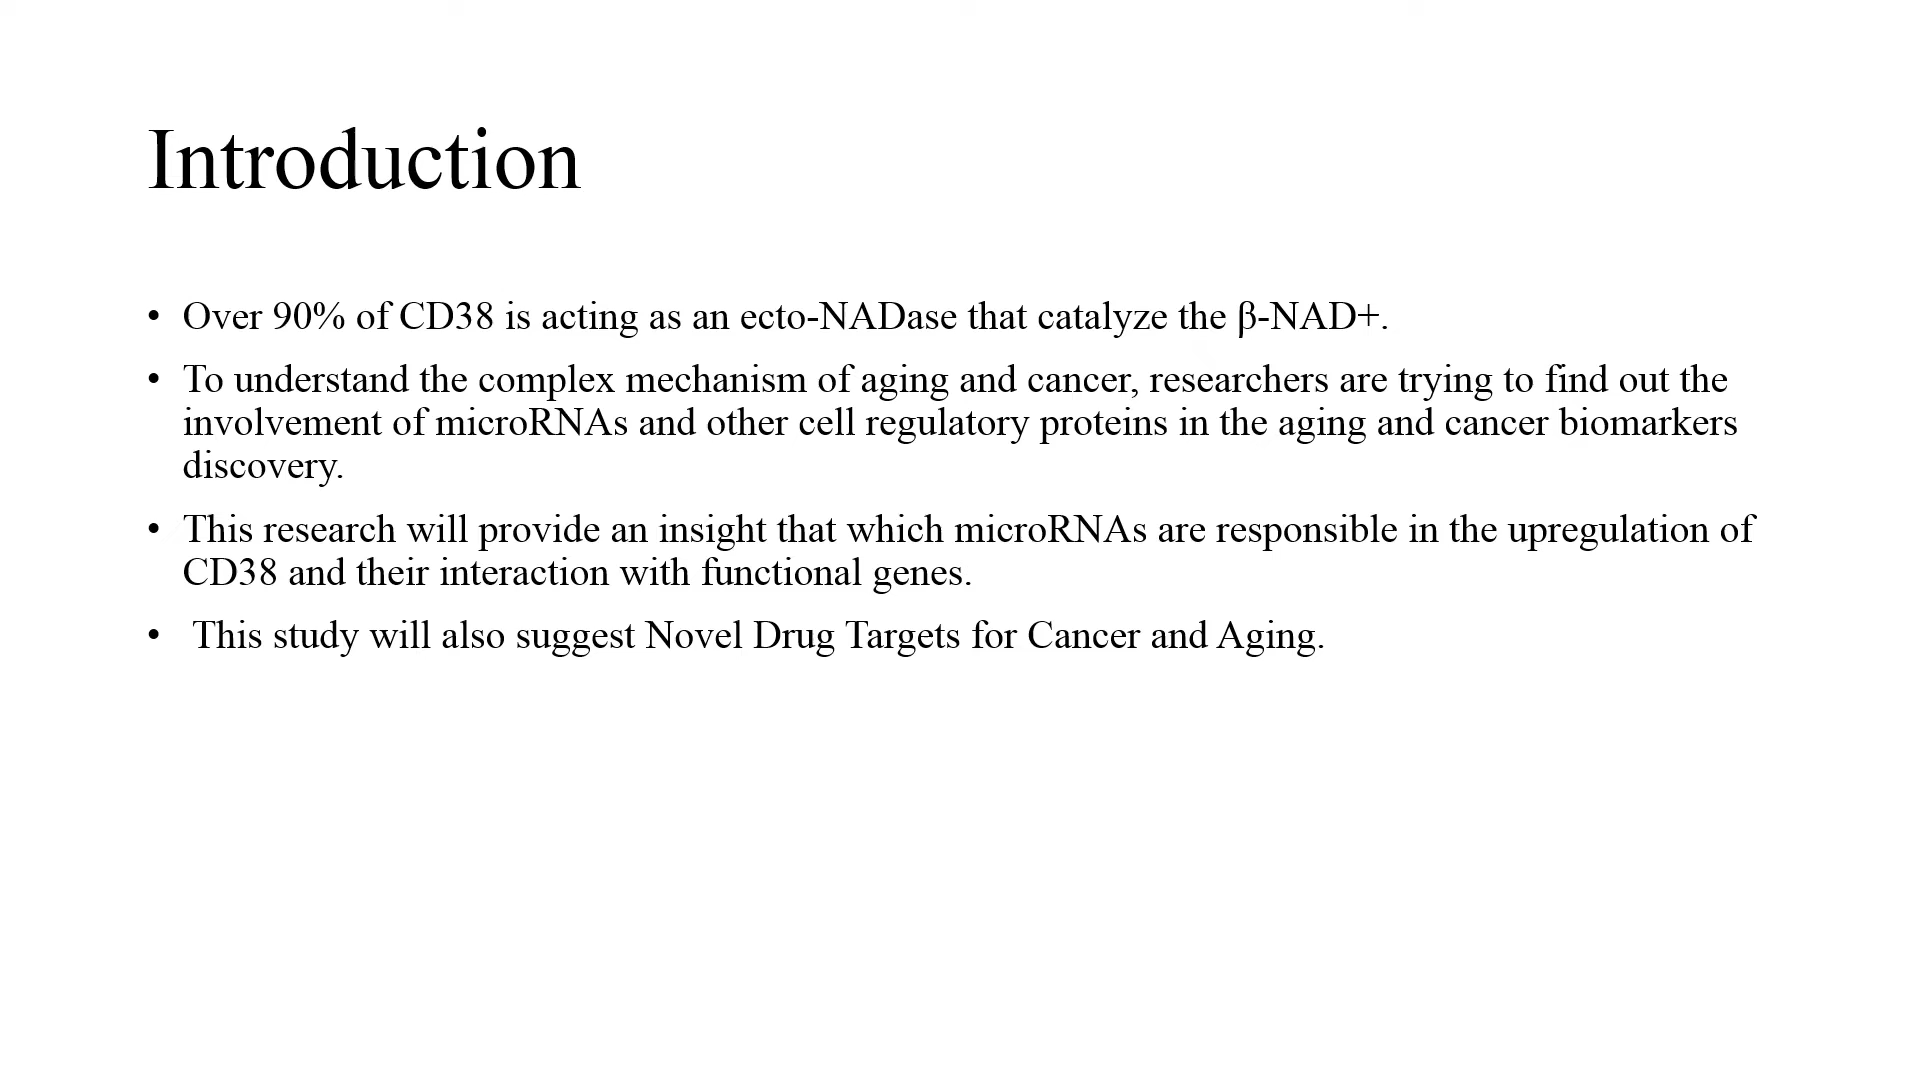 Introduction
• Over 90% of CD38 is acting as an ecto-NADase that catalyze the β-NAD+.
• To understand the complex mechanism of aging and cancer, researchers are trying to find out the
involvement of microRNAs and other cell regulatory proteins in the aging and cancer biomarkers
discovery.
• This research will provide an insight that which microRNAs are responsible in the upregulation of
CD38 and their interaction with functional genes.
• This study will also suggest Novel Drug Targets for Cancer and Aging.